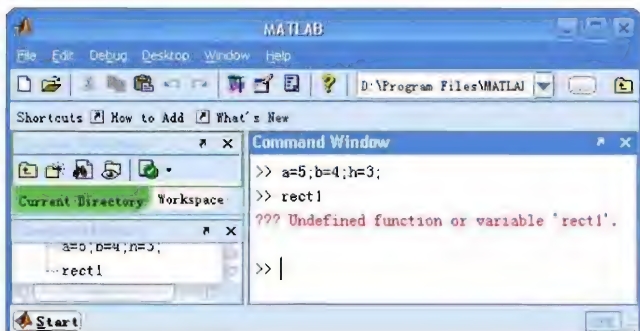 MATLAB
File Edit Debug Desktop Window Help
D:\Program Files\MATLA
Shortcuts How to Add What's New
Current Directory Workspace
a=5;b=4;h=3;
rect1
Command Window
>> a=5;b=4;h=3;
>> rect1
??? Undefined function or variable 'rect1'.
>>
Start